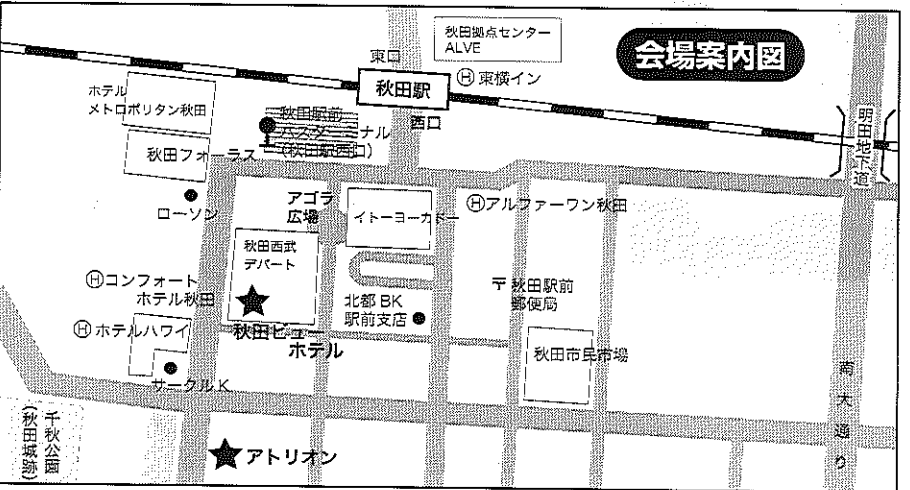 会場案内図
秋田拠点センター
ALVE
東口
秋田駅
Ⓗ東横イン
西口
ホテル
メトロポリタン秋田
秋田駅前
バスターミナル
(秋田駅西口)
秋田フォーラス
ローソン
アゴラ
広場
イトーヨーカドー
Ⓗアルファーワン秋田
明田地下道
秋田西武
デパート
Ⓗコンフォート
ホテル秋田
秋田ビュー
ホテル
北都BK
駅前支店
〒秋田駅前
郵便局
Ⓗホテルハワイ
サークルK
秋田市民市場
南大通り
千秋公園
(秋田城跡)
アトリオン